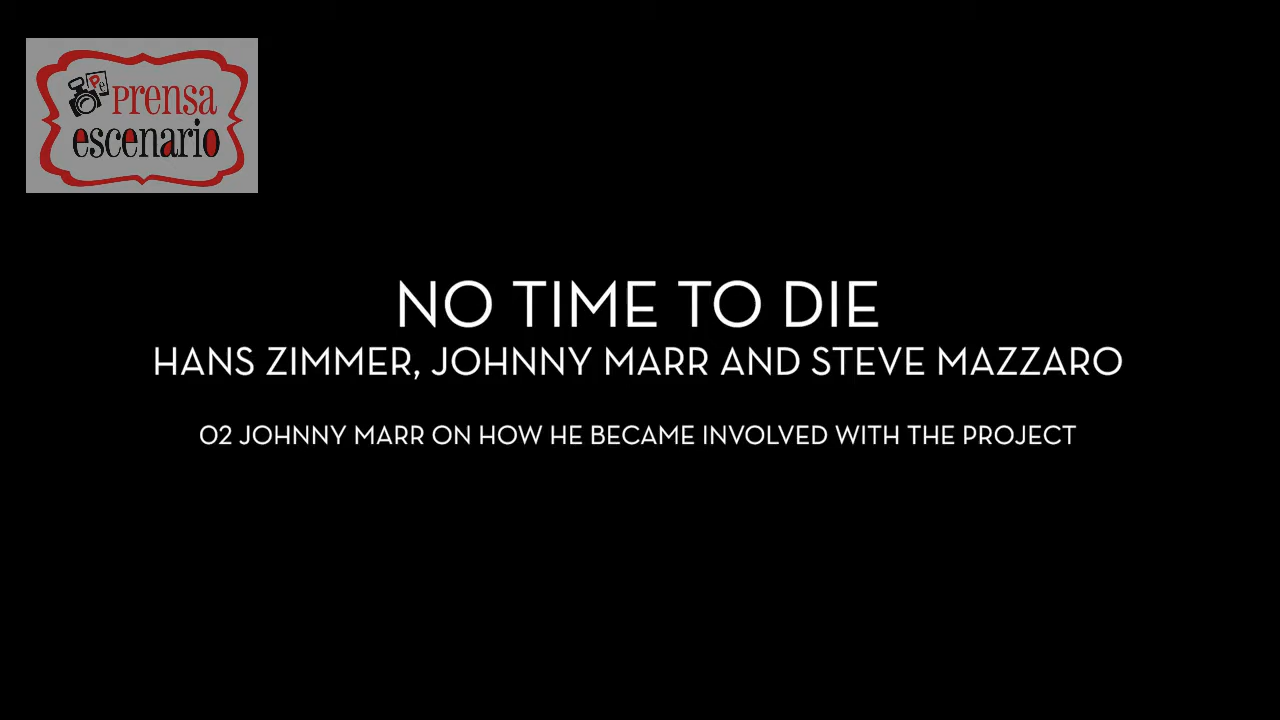 Pe prensa
escenario
NO TIME TO DIE
HANS ZIMMER, JOHNNY MARR AND STEVE MAZZARO
02 JOHNNY MARR ON HOW HE BECAME INVOLVED WITH THE PROJECT